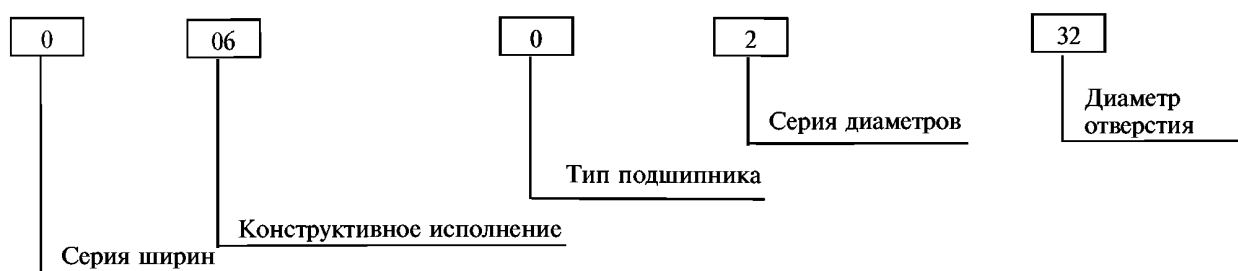 0 06 0 2 32
Диаметр
отверстия
Серия диаметров
Тип подшипника
Конструктивное исполнение
Серия ширин